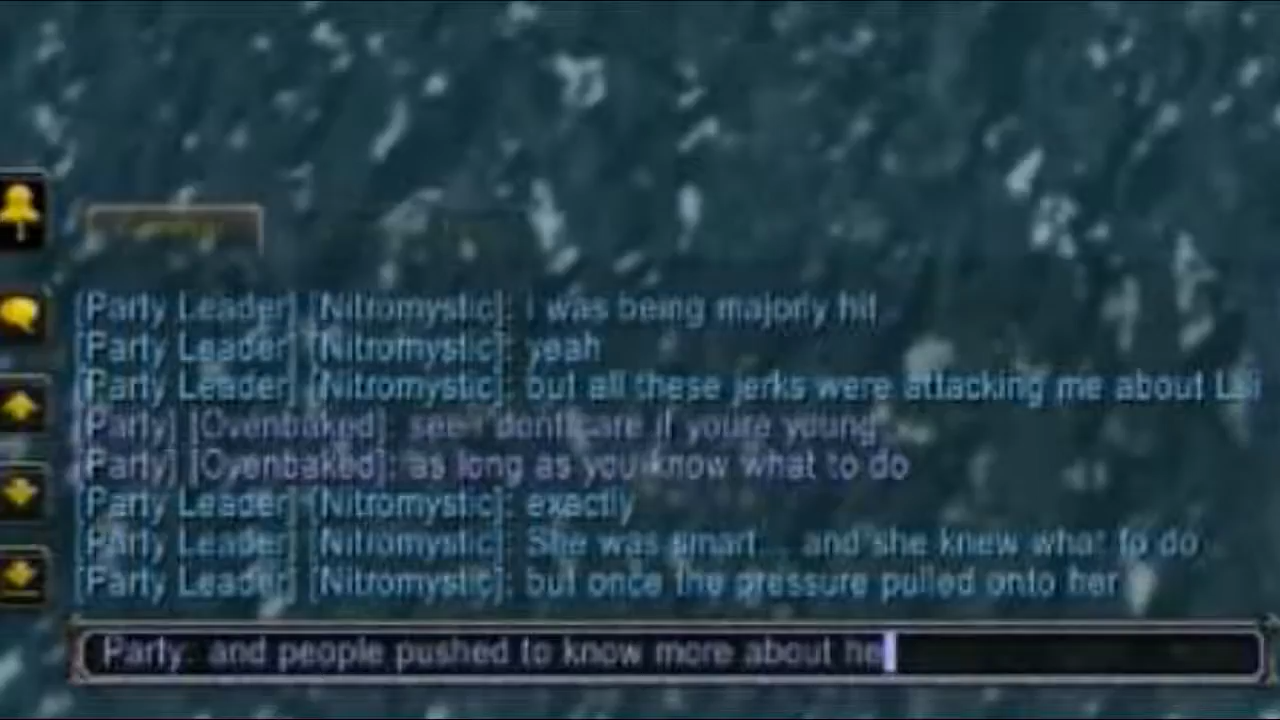 [Party Leader] [Nitromystic]: I was being majorly hit
[Party Leader] [Nitromystic]: yeah
[Party Leader] [Nitromystic]: but all these jerks were attacking me about
[Party] [Ovenbaked]: see i dont care if youre young
[Party] [Ovenbaked]: as long as you know what to do
[Party Leader] [Nitromystic]: exactly
[Party Leader] [Nitromystic]: She was smart... and she knew what to do
[Party Leader] [Nitromystic]: but once the pressure pulled onto her
Party: and people pushed to know more about he